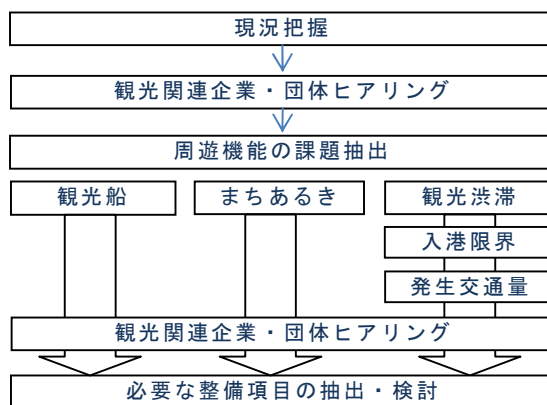 現況把握
観光関連企業・団体ヒアリング
周遊機能の課題抽出
観光船
まちあるき
観光渋滞
入港限界
発生交通量
観光関連企業・団体ヒアリング
必要な整備項目の抽出・検討